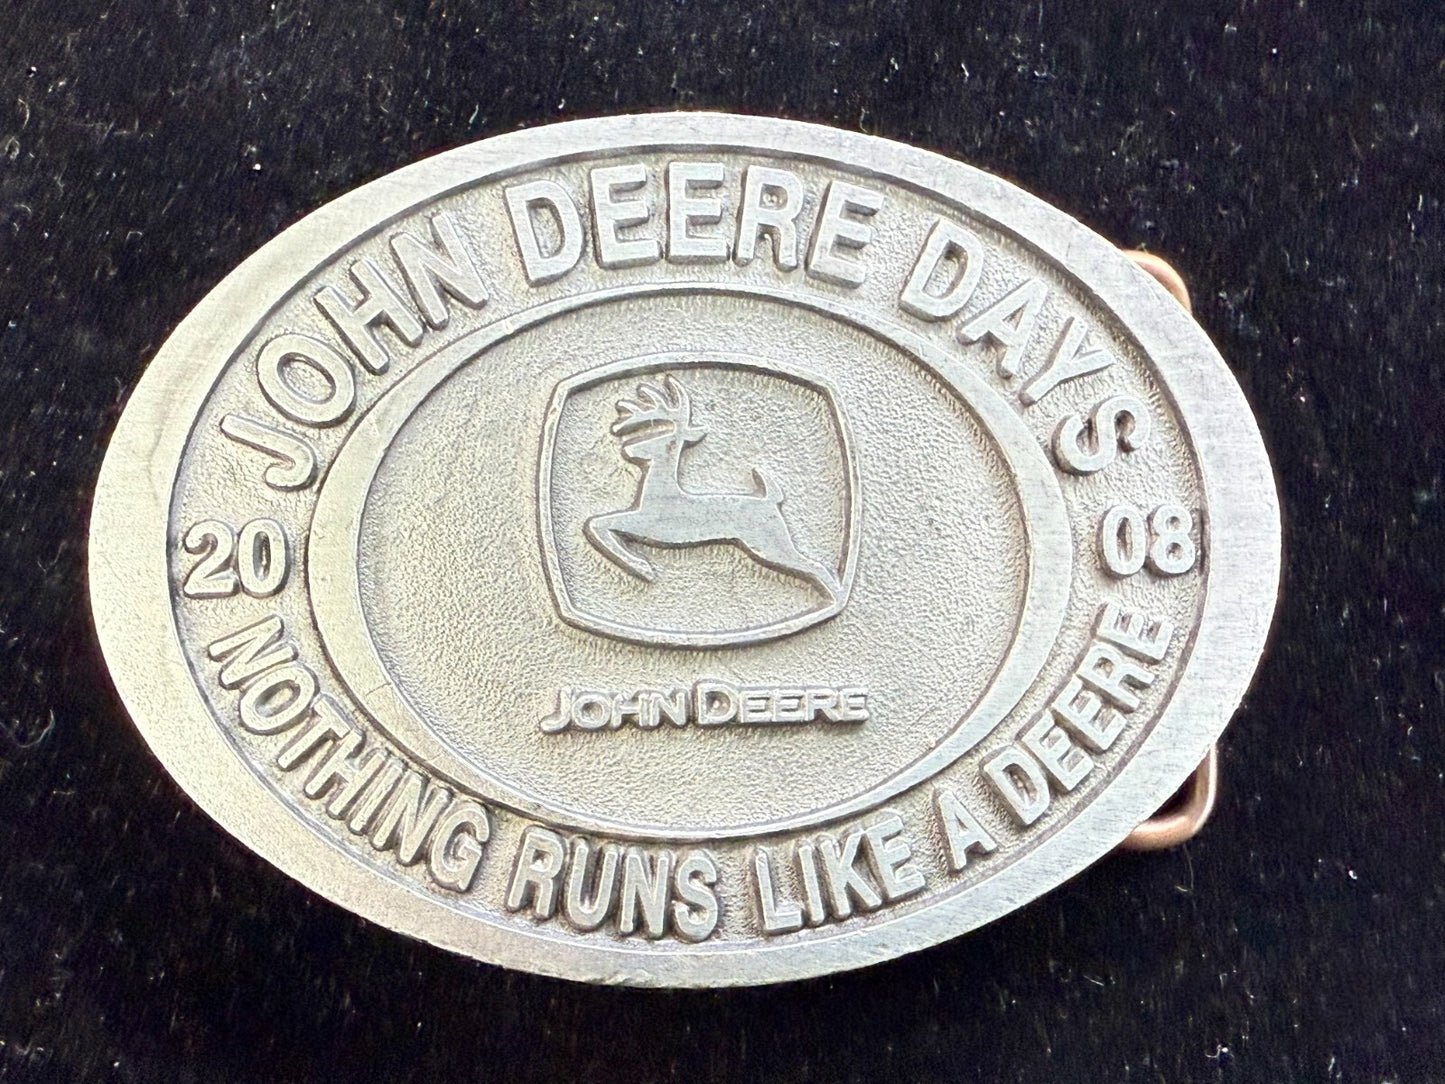 JOHN DEERE DAYS
20 08
JOHN DEERE
NOTHING RUNS LIKE A DEERE